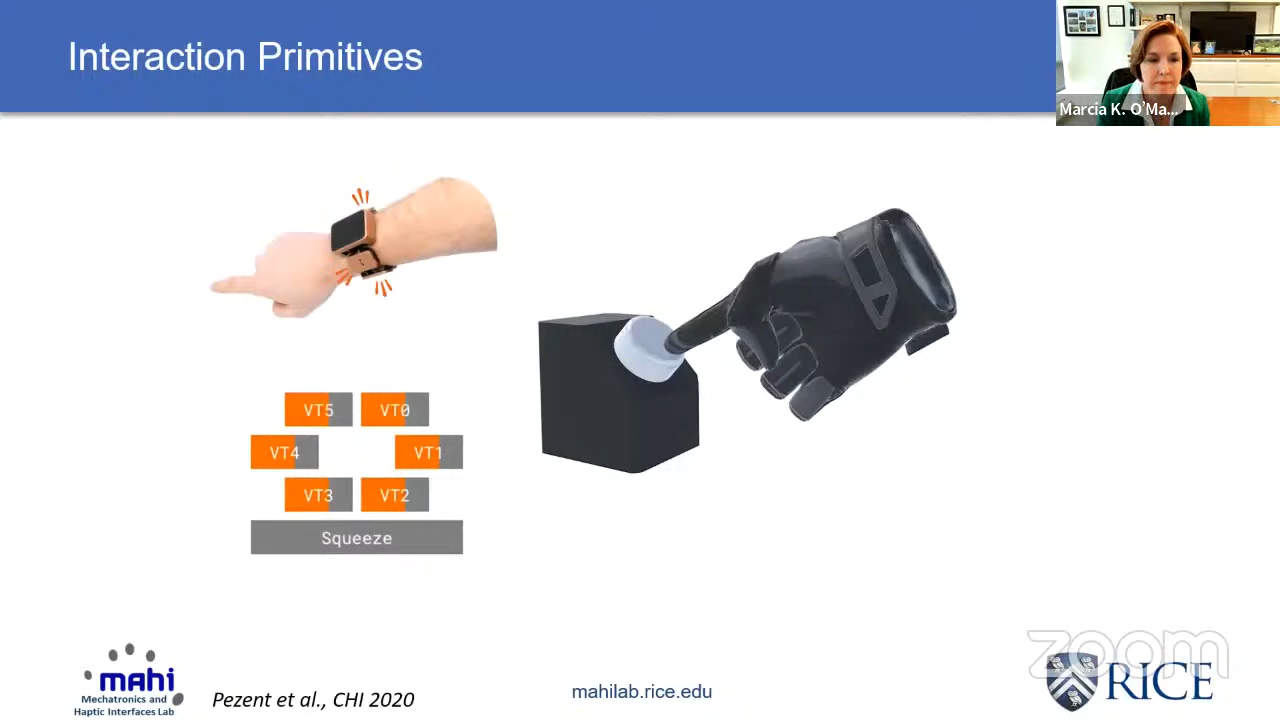 Interaction Primitives
Marcia K. O'Ma...
VT5 VT0
VT4 VT1
VT3 VT2
Squeeze
mahi
Mechatronics and
Haptic Interfaces Lab
Pezent et al., CHI 2020
mahilab.rice.edu
zoom
RICE